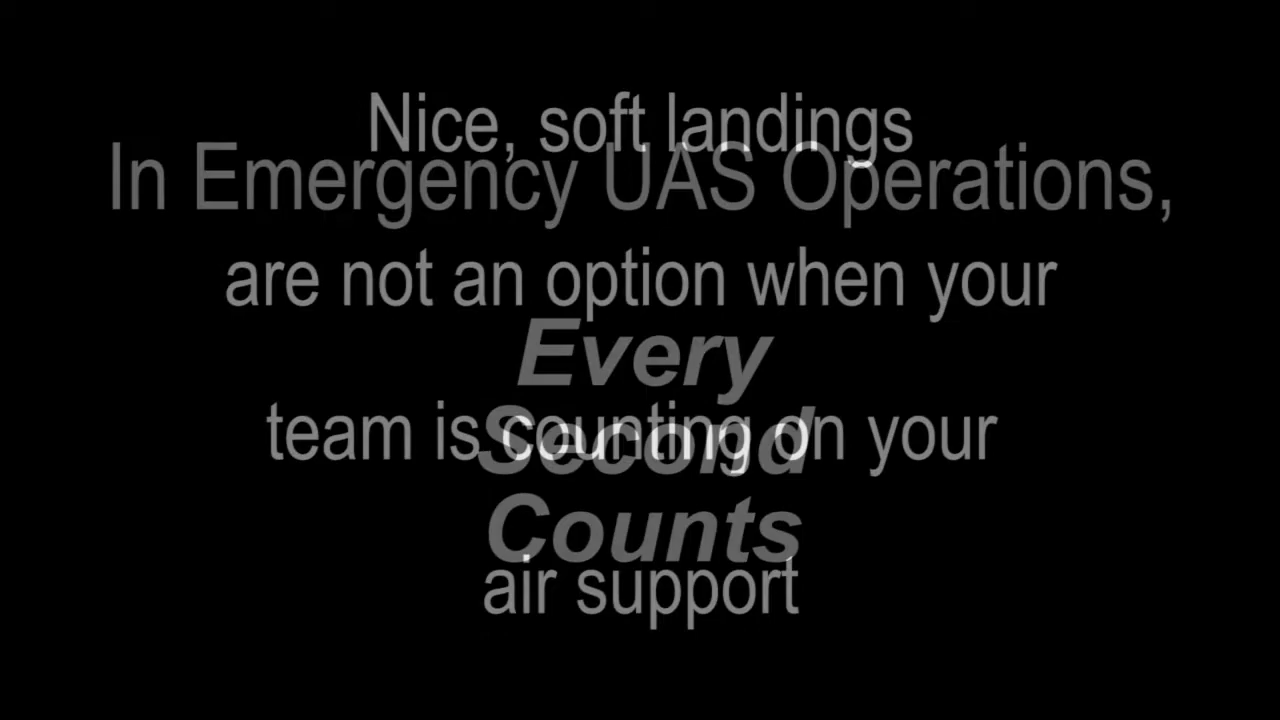 Nice, soft landings
In Emergency UAS Operations,
are not an option when your
Every
team is counting on your
Second
Counts
air support